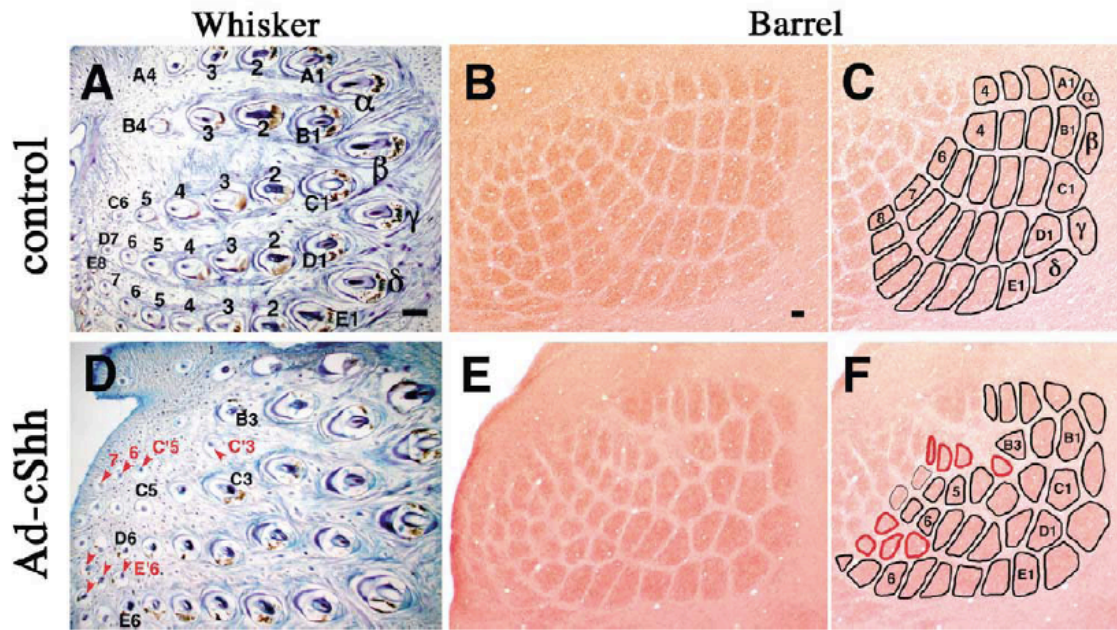 Whisker
Barrel
control
A
A4
3
2
A1
α
B4
3
2
B1
β
C6
5
4
3
2
C1
γ
D7
6
5
4
3
2
D1
δ
E8
7
6
5
4
3
2
E1
B
C
4
A1
α
4
B1
β
6
C1
7
γ
8
D1
E1
δ
Ad-cShh
D
B3
7
6
C'5
C'3
C3
C5
D6
E'6
E6
E
F
B3
B1
5
C1
6
D1
6
E1